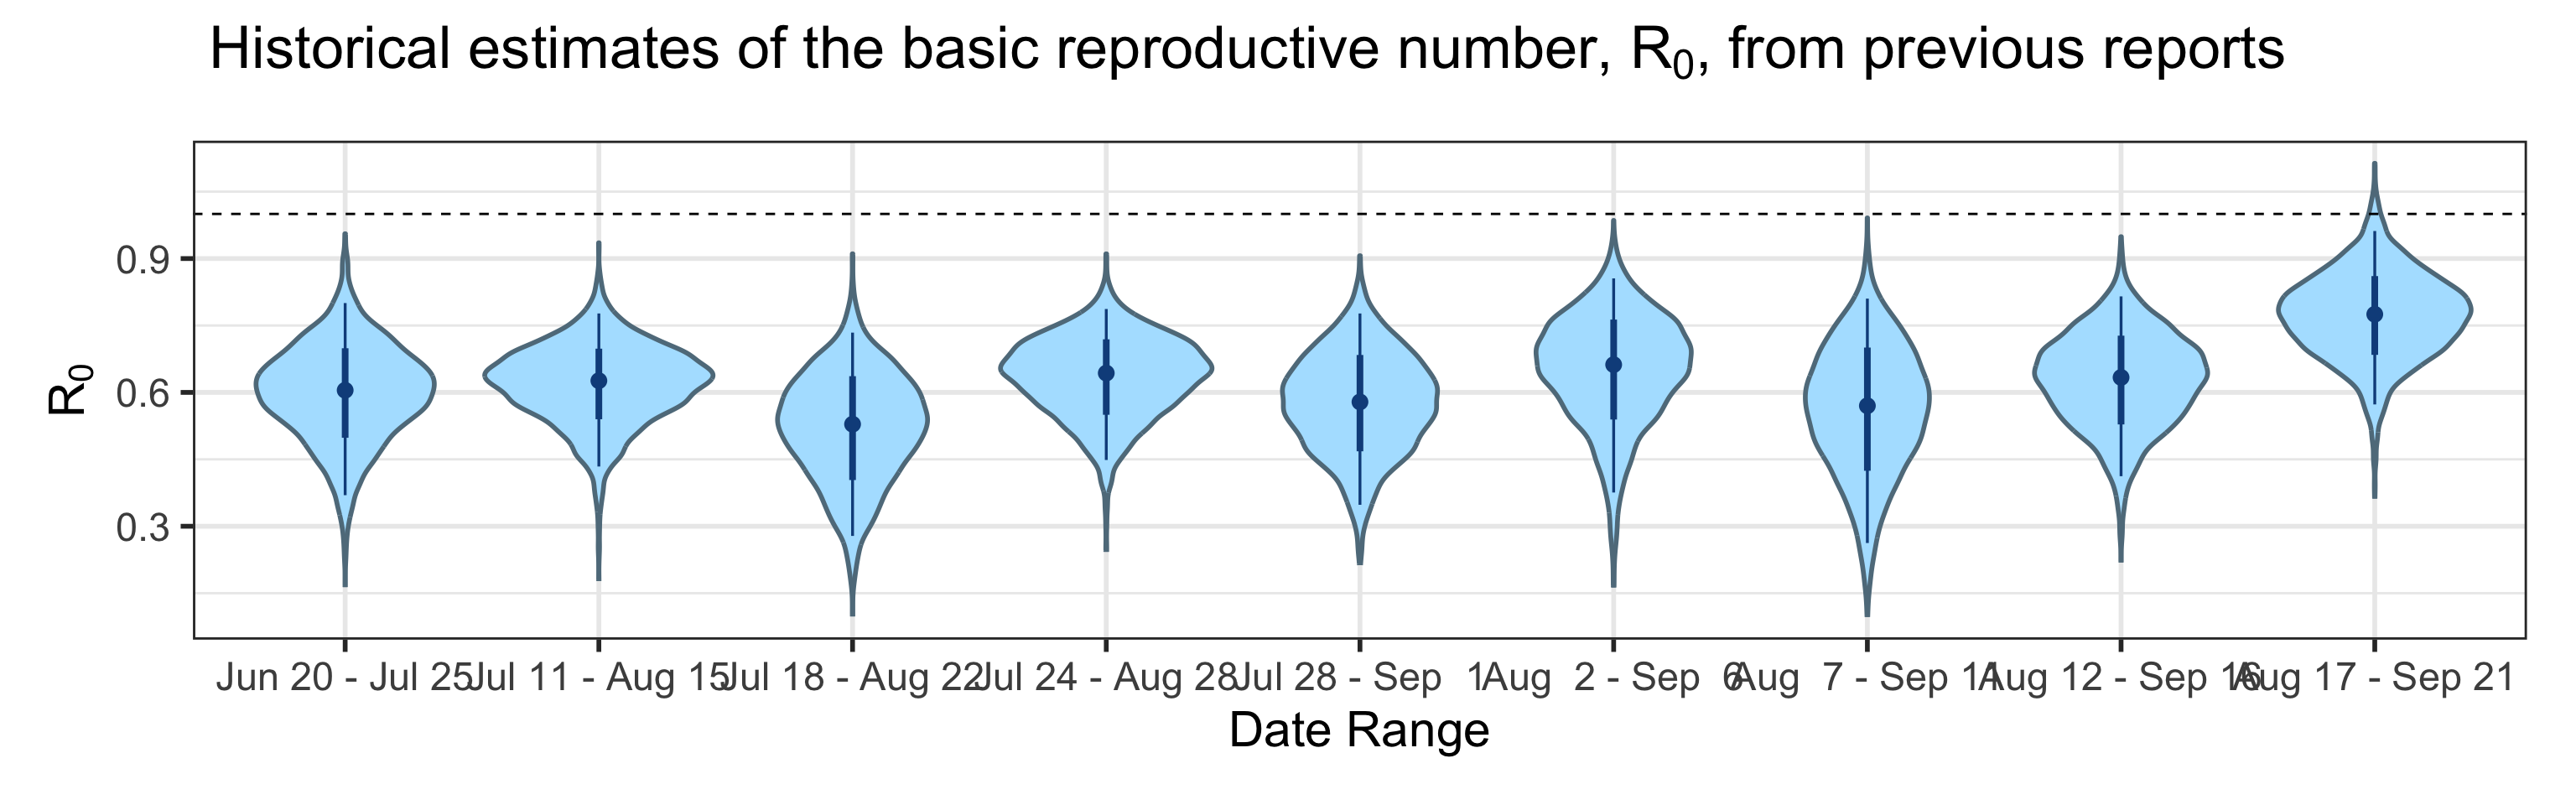 Historical estimates of the basic reproductive number, R₀, from previous reports
R₀
0.9
0.6
0.3
Jun 20 - Jul 25 Jul 11 - Aug 15 Jul 18 - Aug 22 Jul 24 - Aug 28 Jul 28 - Sep 1 Aug 2 - Sep 6 Aug 7 - Sep 11 Aug 12 - Sep 16 Aug 17 - Sep 21
Date Range